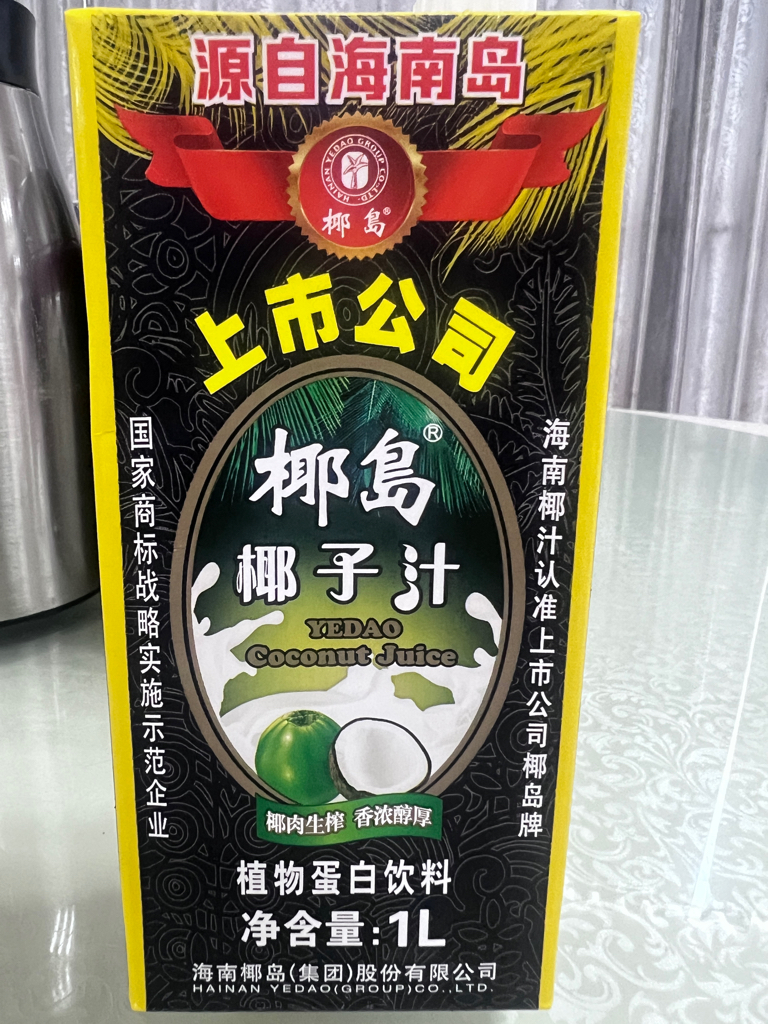 源自海南岛
HAINAN YEDAO GROUP CO.,LTD.
椰島®
上市公司
国家商标战略实施示范企业
海南椰汁认准上市公司椰岛牌
椰島®
椰子汁
YEDAO
Coconut Juice
椰肉生榨 香浓醇厚
植物蛋白饮料
净含量:1L
海南椰岛(集团)股份有限公司
HAINAN YEDAO(GROUP)CO.,LTD.